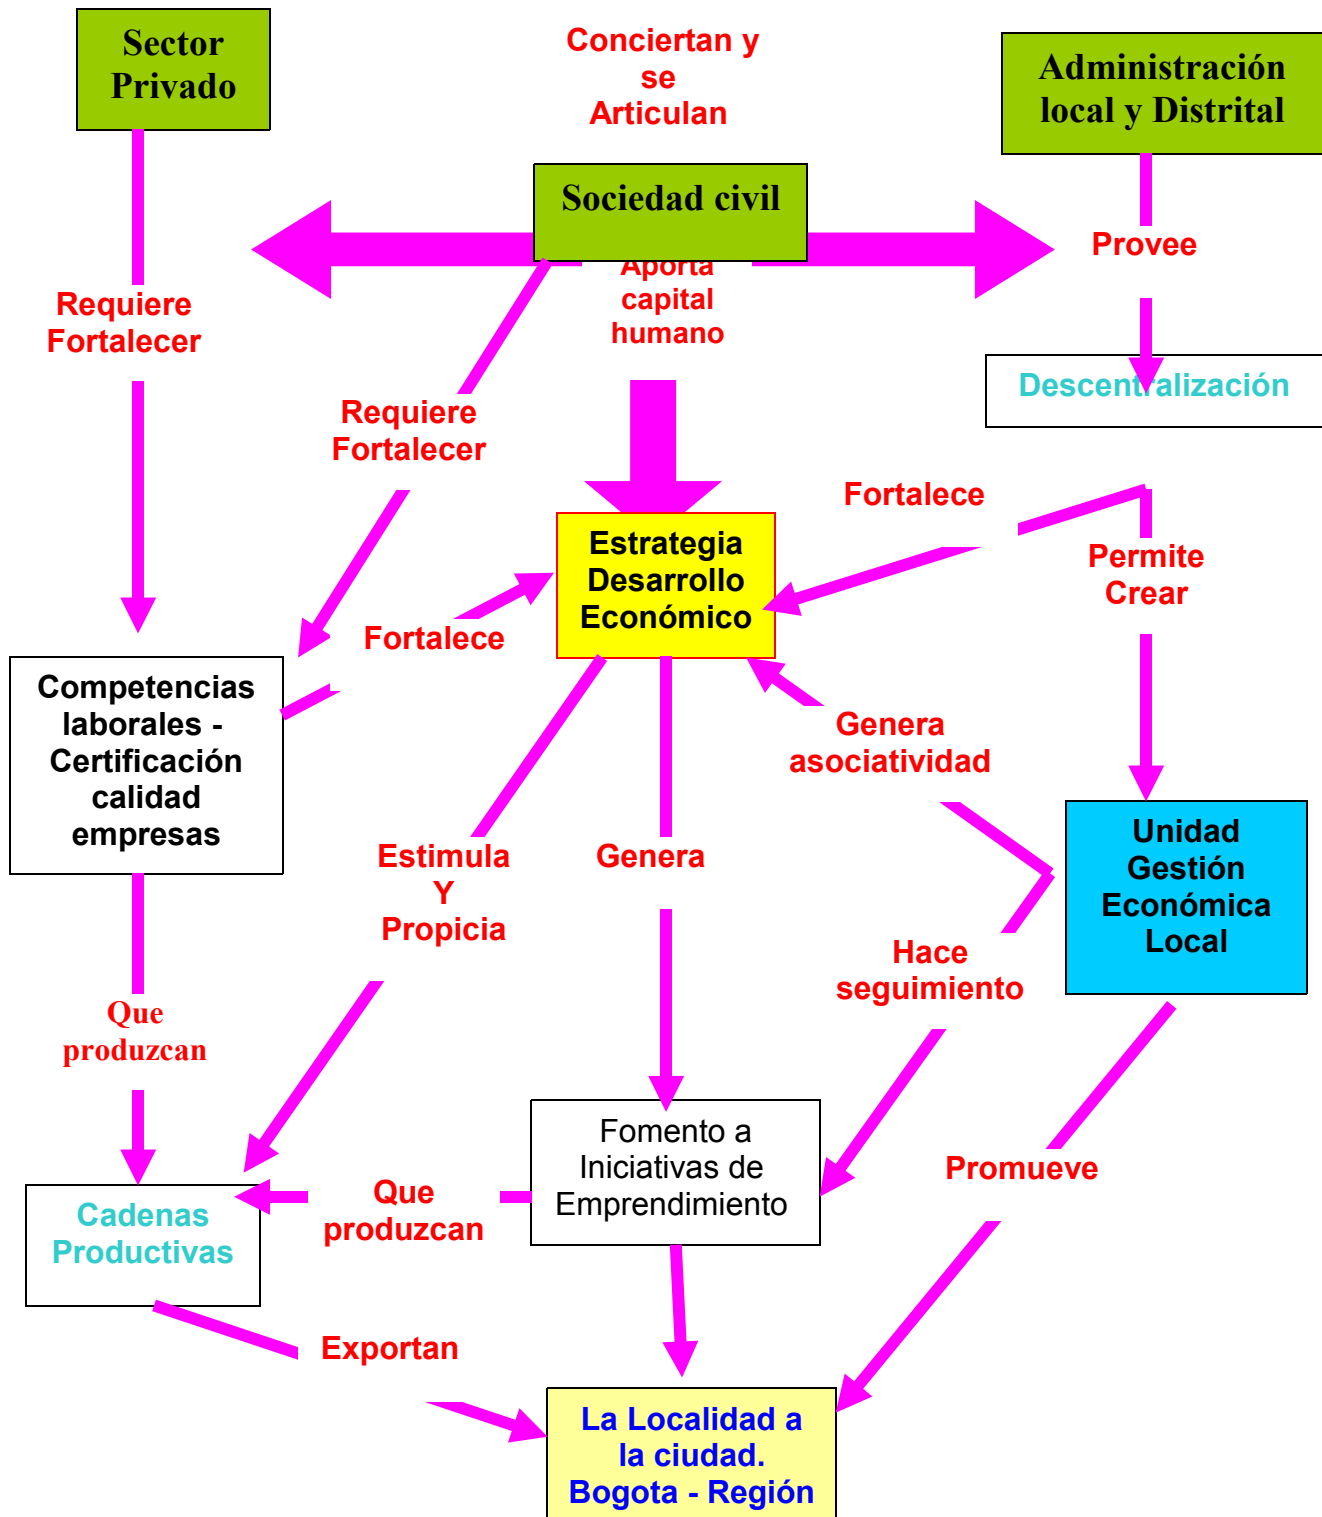 Sector
Privado
Conciertan y
se
Articulan
Administración
local y Distrital
Sociedad civil
Provee
Aporta
capital
humano
Requiere
Fortalecer
Descentralización
Requiere
Fortalecer
Fortalece
Estrategia
Desarrollo
Económico
Permite
Crear
Fortalece
Competencias
laborales -
Certificación
calidad
empresas
Genera
asociatividad
Unidad
Gestión
Económica
Local
Estimula
Y
Propicia
Genera
Hace
seguimiento
Que
produzcan
Fomento a
Iniciativas de
Emprendimiento
Promueve
Que
produzcan
Cadenas
Productivas
Exportan
La Localidad a
la ciudad.
Bogota - Región